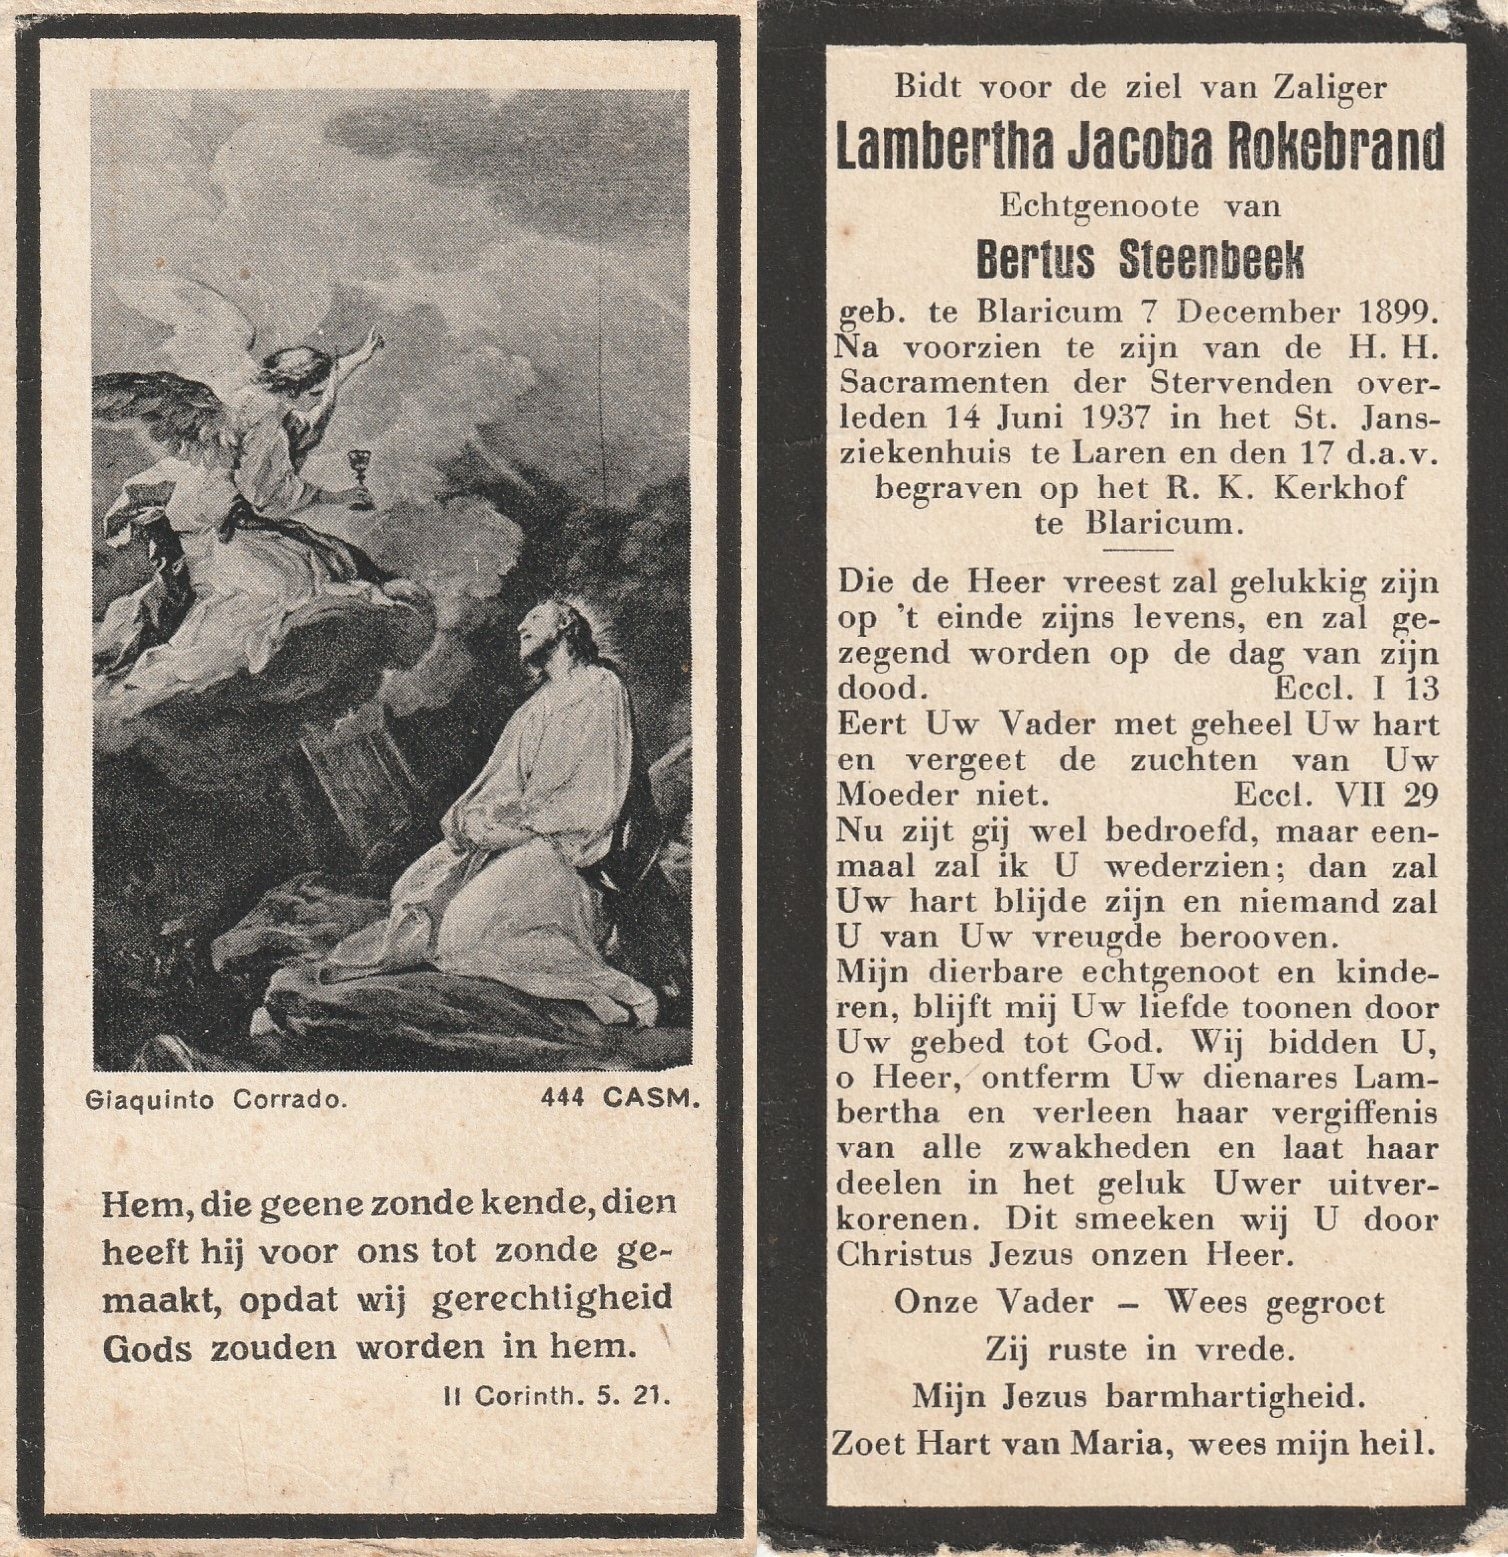 Giaquinto Corrado. 444 CASM.
Hem, die geene zonde kende, dien
heeft hij voor ons tot zonde ge-
maakt, opdat wij gerechtigheid
Gods zouden worden in hem.
II Corinth. 5. 21.
Bidt voor de ziel van Zaliger
Lambertha Jacoba Rokebrand
Echtgenoote van
Bertus Steenbeek
geb. te Blaricum 7 December 1899.
Na voorzien te zijn van de H. H.
Sacramenten der Stervenden over-
leden 14 Juni 1937 in het St. Jans-
ziekenhuis te Laren en den 17 d.a.v.
begraven op het R. K. Kerkhof
te Blaricum.
Die de Heer vreest zal gelukkig zijn
op 't einde zijns levens, en zal ge-
zegend worden op de dag van zijn
dood. Eccl. I 13
Eert Uw Vader met geheel Uw hart
en vergeet de zuchten van Uw
Moeder niet. Eccl. VII 29
Nu zijt gij wel bedroefd, maar een-
maal zal ik U wederzien; dan zal
Uw hart blijde zijn en niemand zal
U van Uw vreugde berooven.
Mijn dierbare echtgenoot en kinde-
ren, blijft mij Uw liefde toonen door
Uw gebed tot God. Wij bidden U,
o Heer, ontferm Uw dienares Lam-
bertha en verleen haar vergiffenis
van alle zwakheden en laat haar
deelen in het geluk Uwer uitver-
korenen. Dit smeeken wij U door
Christus Jezus onzen Heer.
Onze Vader – Wees gegroet
Zij ruste in vrede.
Mijn Jezus barmhartigheid.
Zoet Hart van Maria, wees mijn heil.